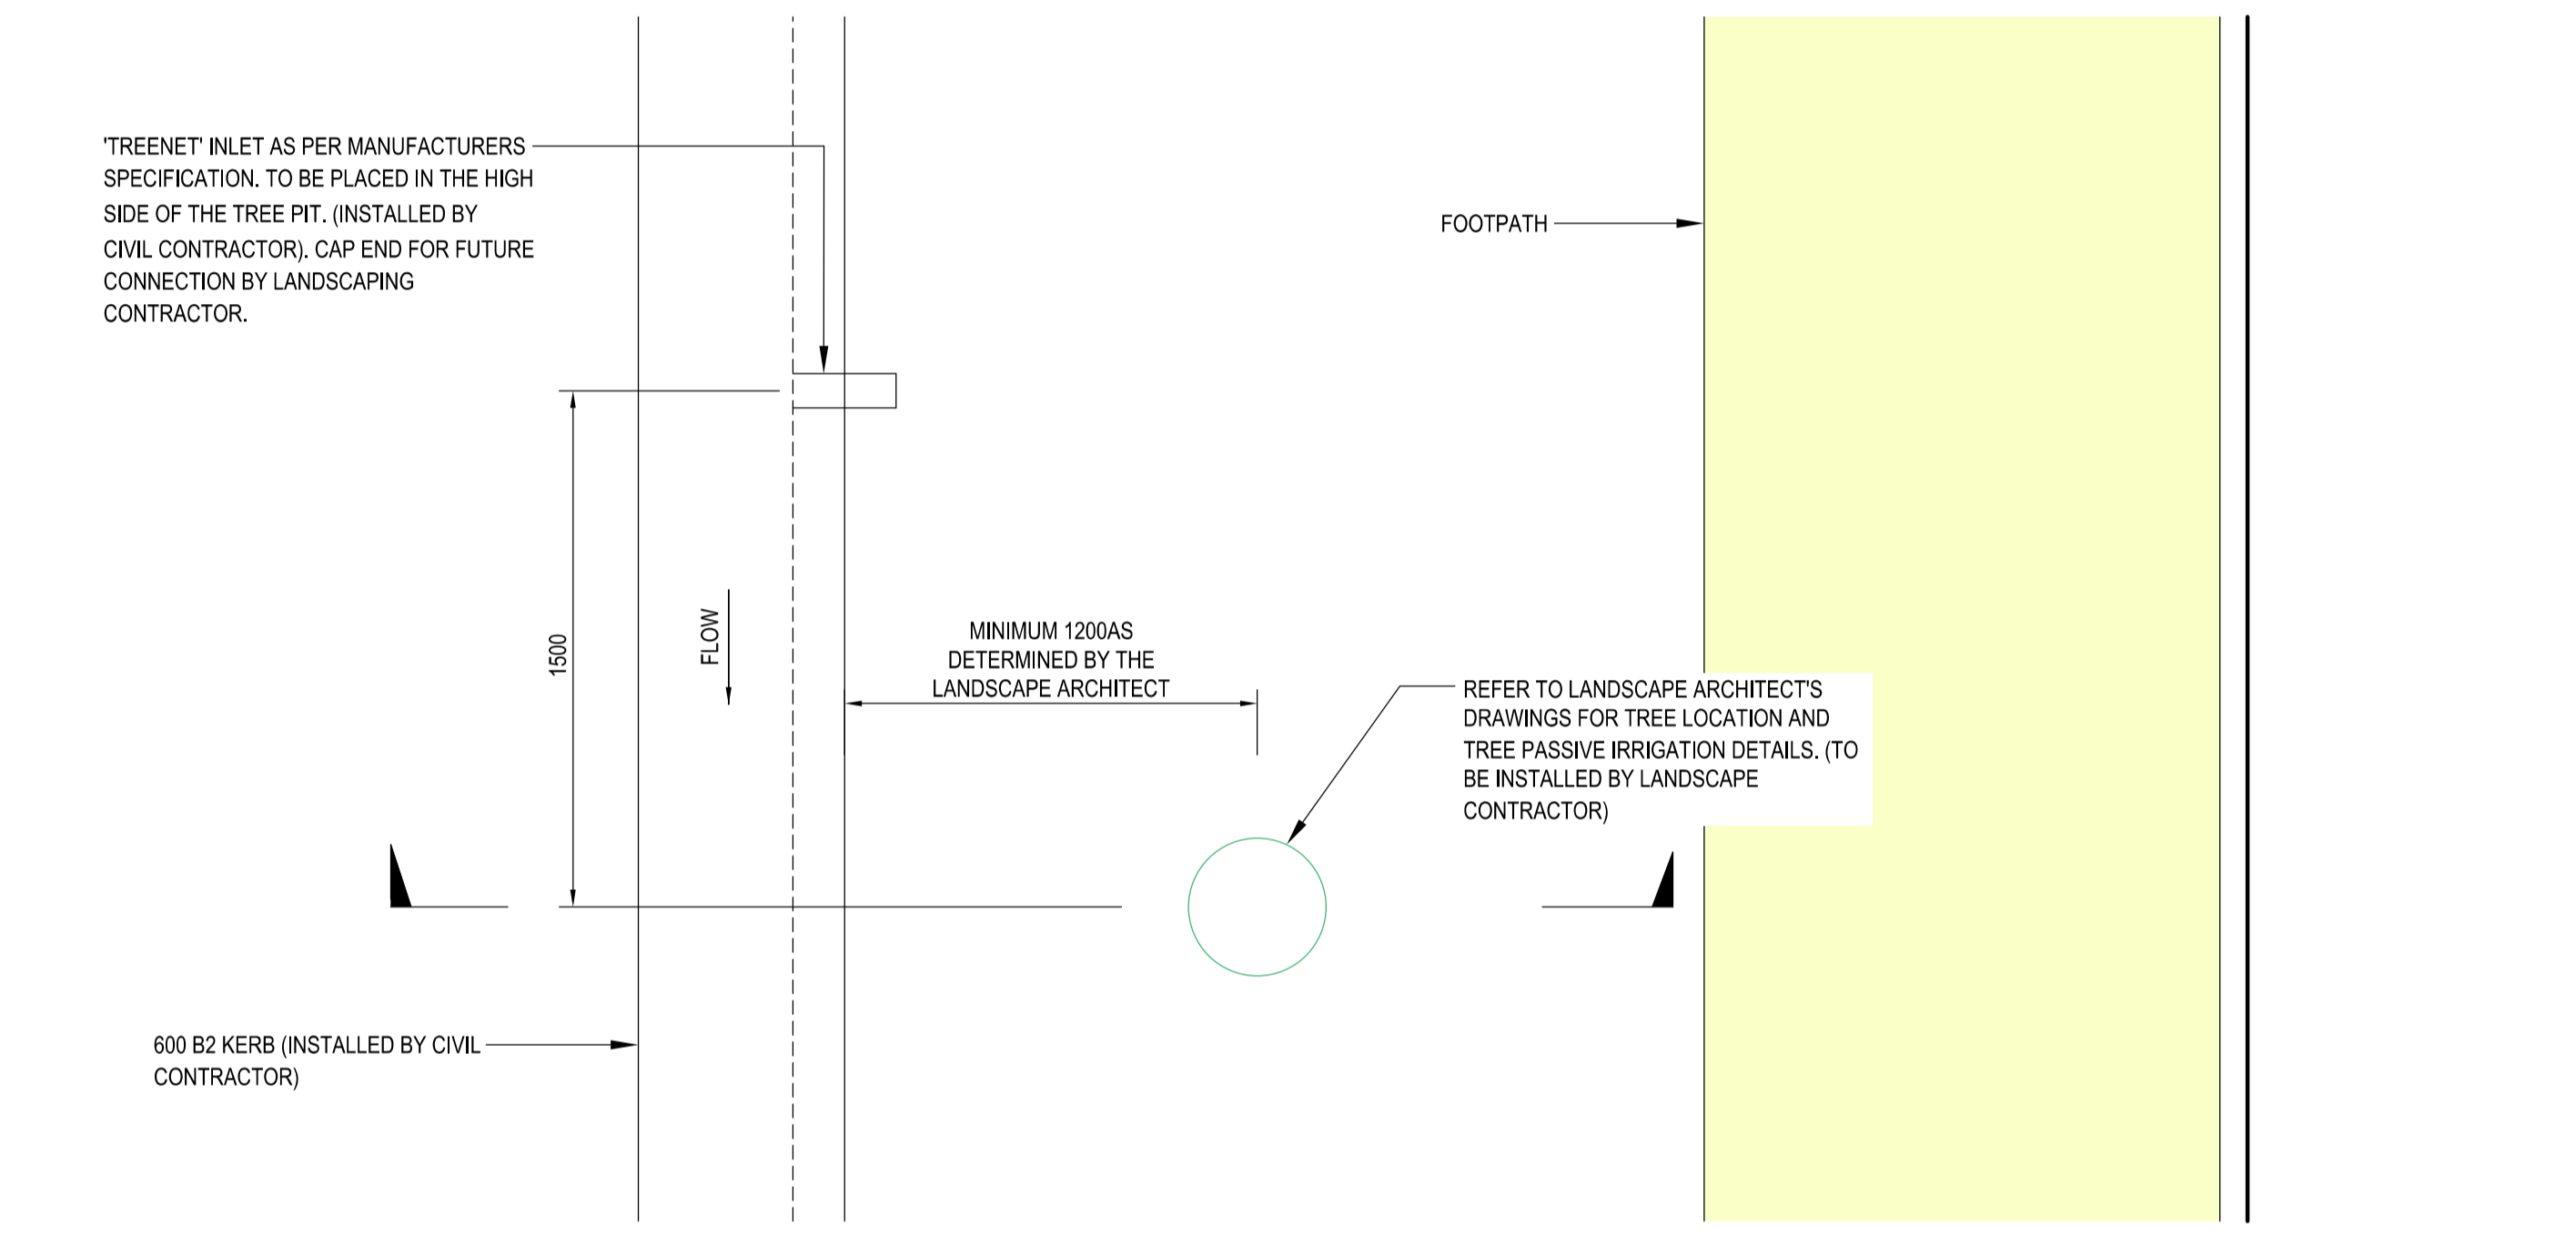 'TREENET' INLET AS PER MANUFACTURERS
SPECIFICATION. TO BE PLACED IN THE HIGH
SIDE OF THE TREE PIT. (INSTALLED BY
CIVIL CONTRACTOR). CAP END FOR FUTURE
CONNECTION BY LANDSCAPING
CONTRACTOR.
FOOTPATH
1500
FLOW
MINIMUM 1200AS
DETERMINED BY THE
LANDSCAPE ARCHITECT
REFER TO LANDSCAPE ARCHITECT'S
DRAWINGS FOR TREE LOCATION AND
TREE PASSIVE IRRIGATION DETAILS. (TO
BE INSTALLED BY LANDSCAPE
CONTRACTOR)
600 B2 KERB (INSTALLED BY CIVIL
CONTRACTOR)